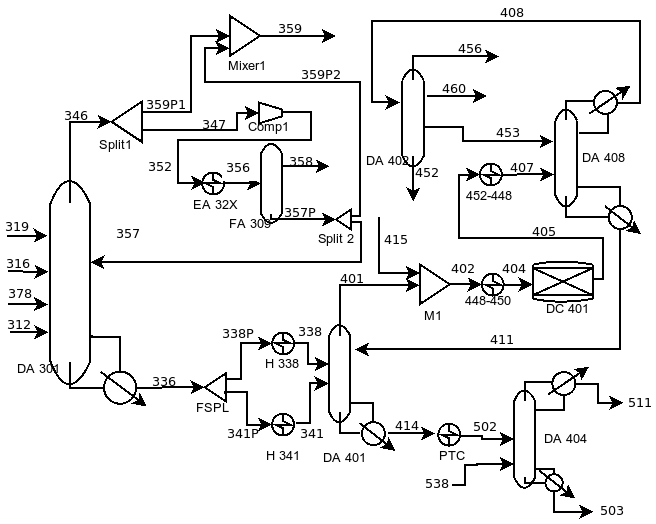 408
359
456
Mixer1
359P2
460
359P1
346
347
Comp1
453
Split1
DA 402
DA 408
352
356
358
452
407
EA 32X
452-448
FA 309
357P
319
357
Split 2
415
405
316
401
402
404
378
448-450
DC 401
M1
312
338P
338
411
H 338
DA 301
336
FSPL
511
341P
341
414
502
DA 404
H 341
DA 401
PTC
538
503